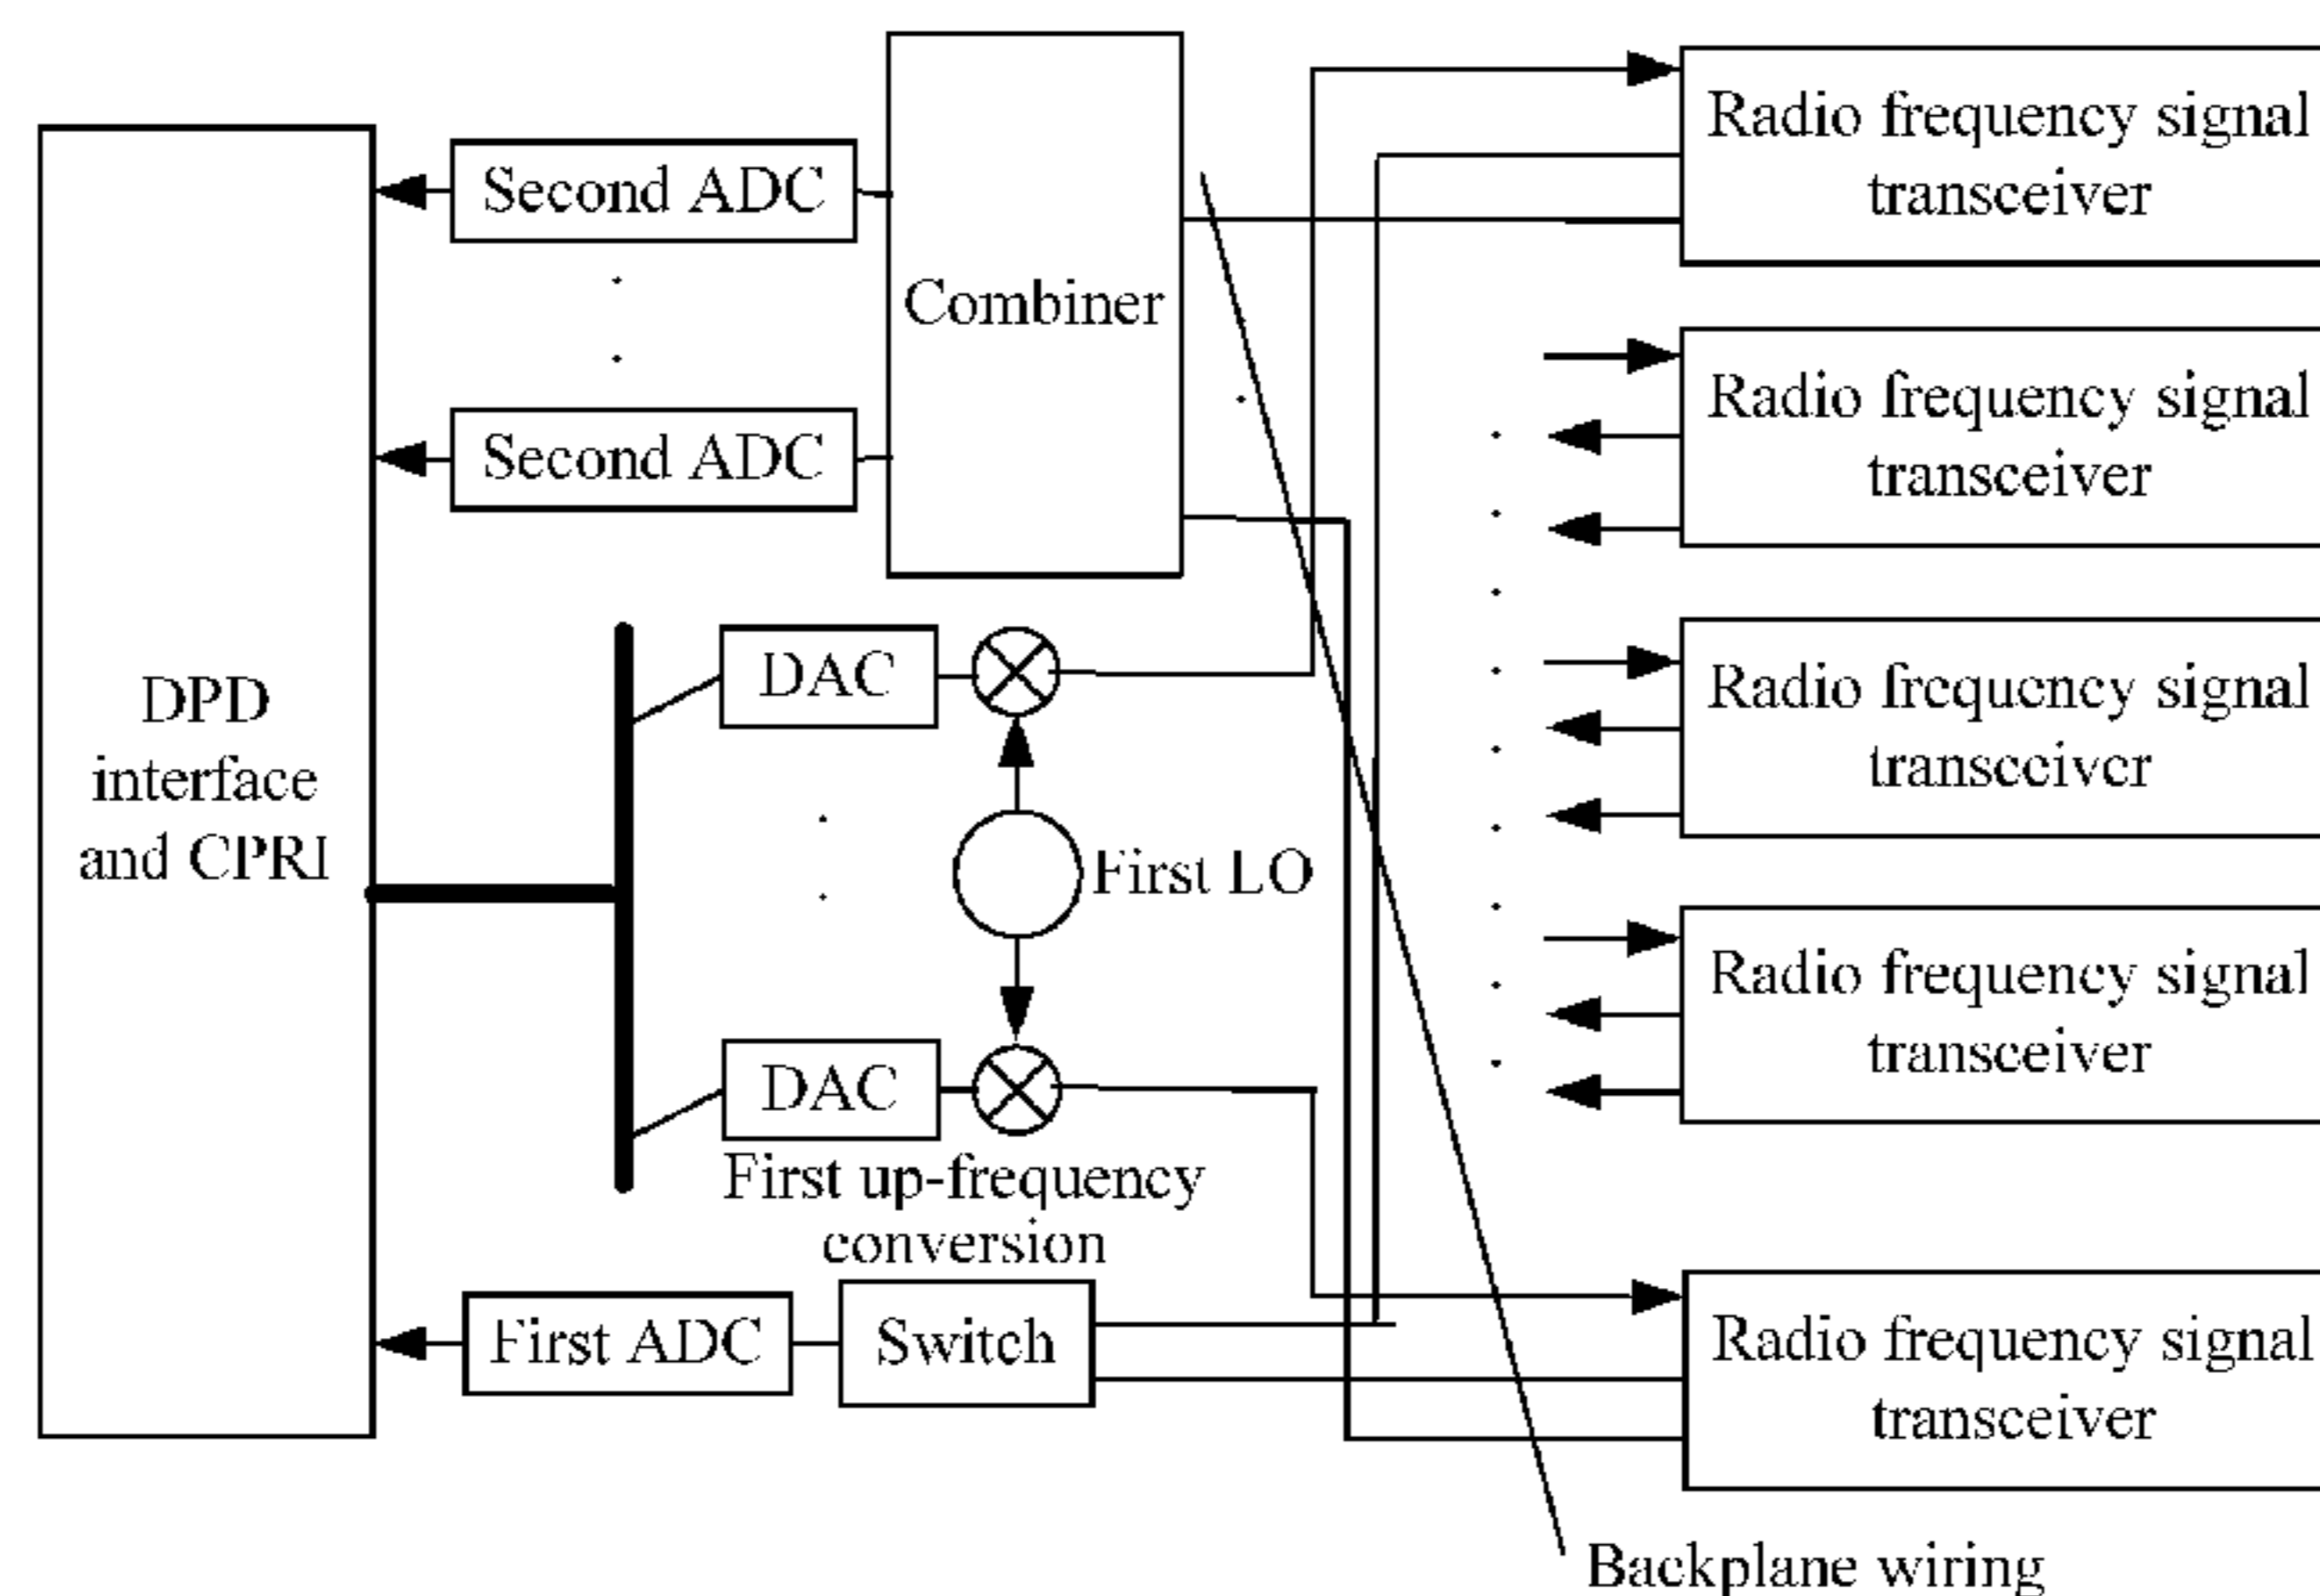 Radio frequency signal
transceiver
Second ADC
Combiner
Second ADC
Radio frequency signal
transceiver
DPD
interface
and CPRI
DAC
First LO
Radio frequency signal
transceiver
DAC
First up-frequency
conversion
Radio frequency signal
transceiver
First ADC
Switch
Radio frequency signal
transceiver
Backplane wiring